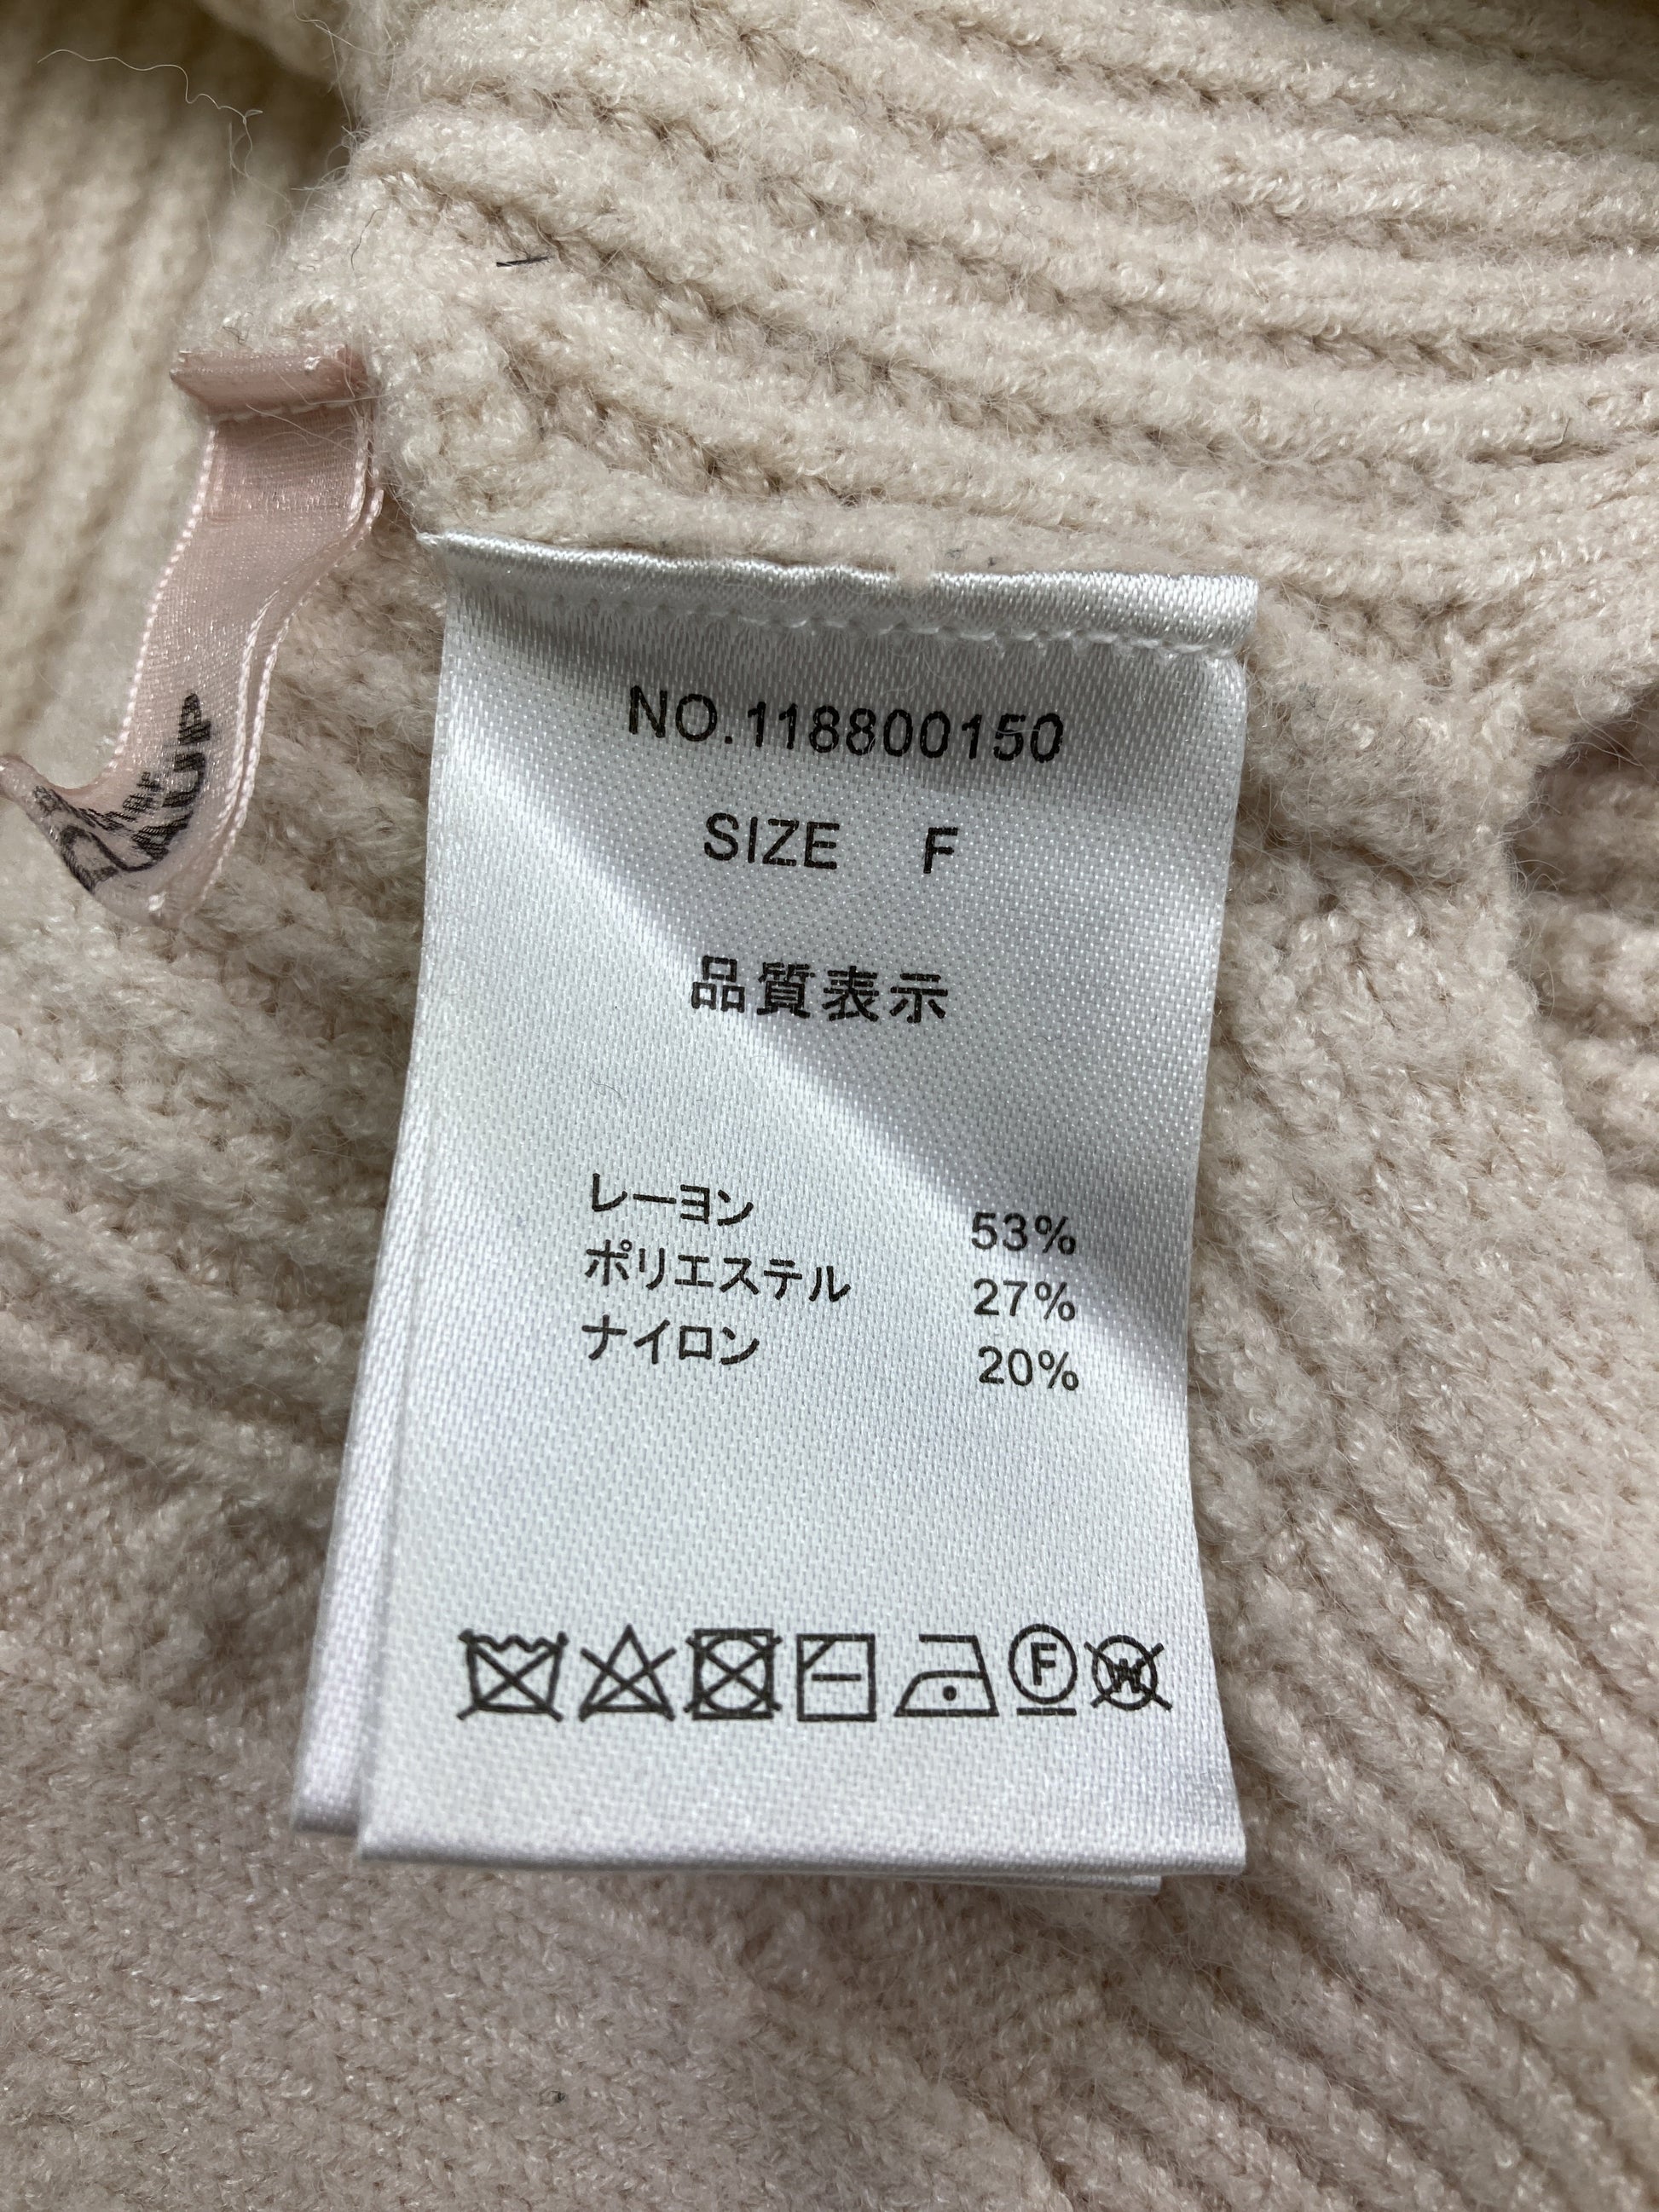 NO.118800150
SIZE F
品質表示
レーヨン 53%
ポリエステル 27%
ナイロン 20%
F
W